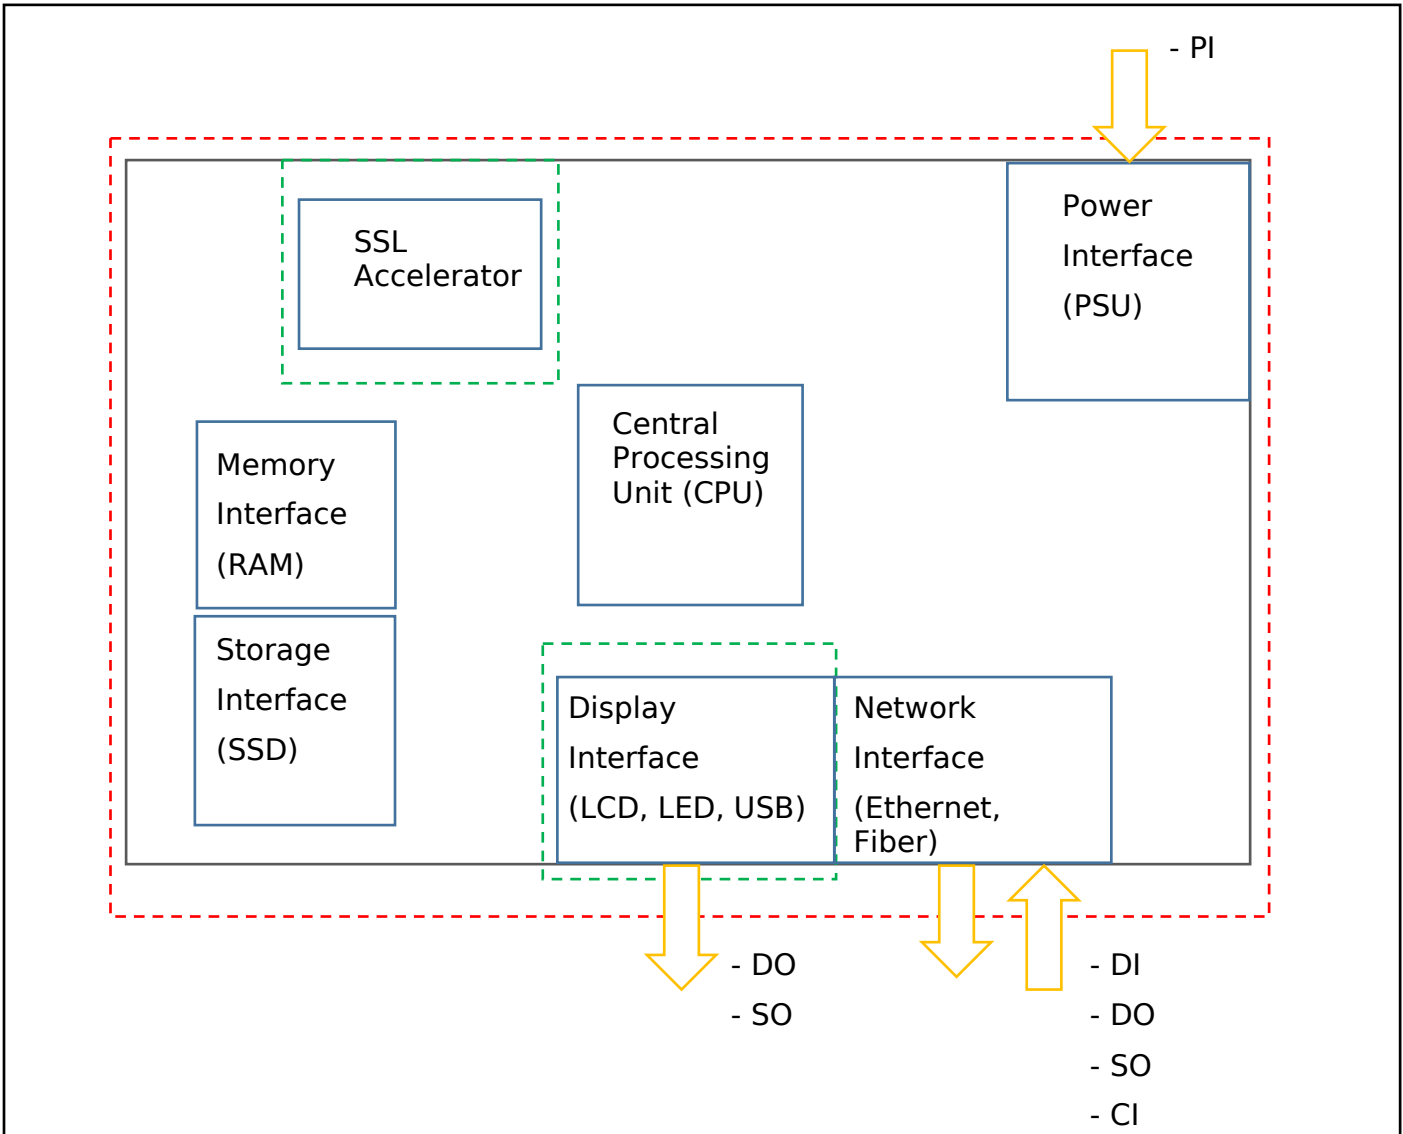 - PI
Power
Interface
(PSU)
SSL
Accelerator
Central
Processing
Unit (CPU)
Memory
Interface
(RAM)
Storage
Interface
(SSD)
Display
Interface
(LCD, LED, USB)
Network
Interface
(Ethernet,
Fiber)
- DO
- SO
- DI
- DO
- SO
- CI